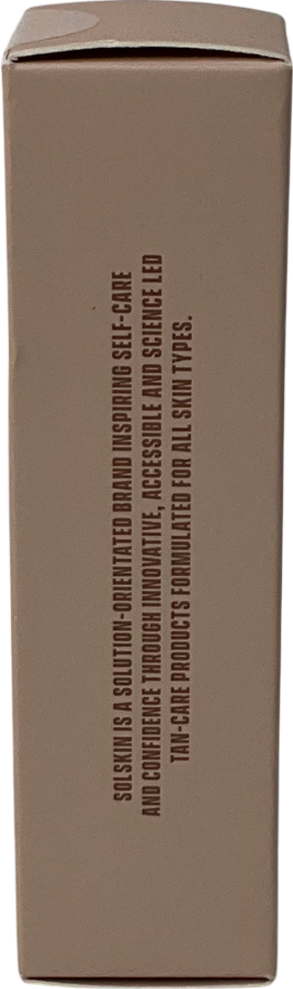 SOLSKIN IS A SOLUTION-ORIENTATED BRAND INSPIRING SELF-CARE
AND CONFIDENCE THROUGH INNOVATIVE, ACCESSIBLE AND SCIENCE LED
TAN-CARE PRODUCTS FORMULATED FOR ALL SKIN TYPES.